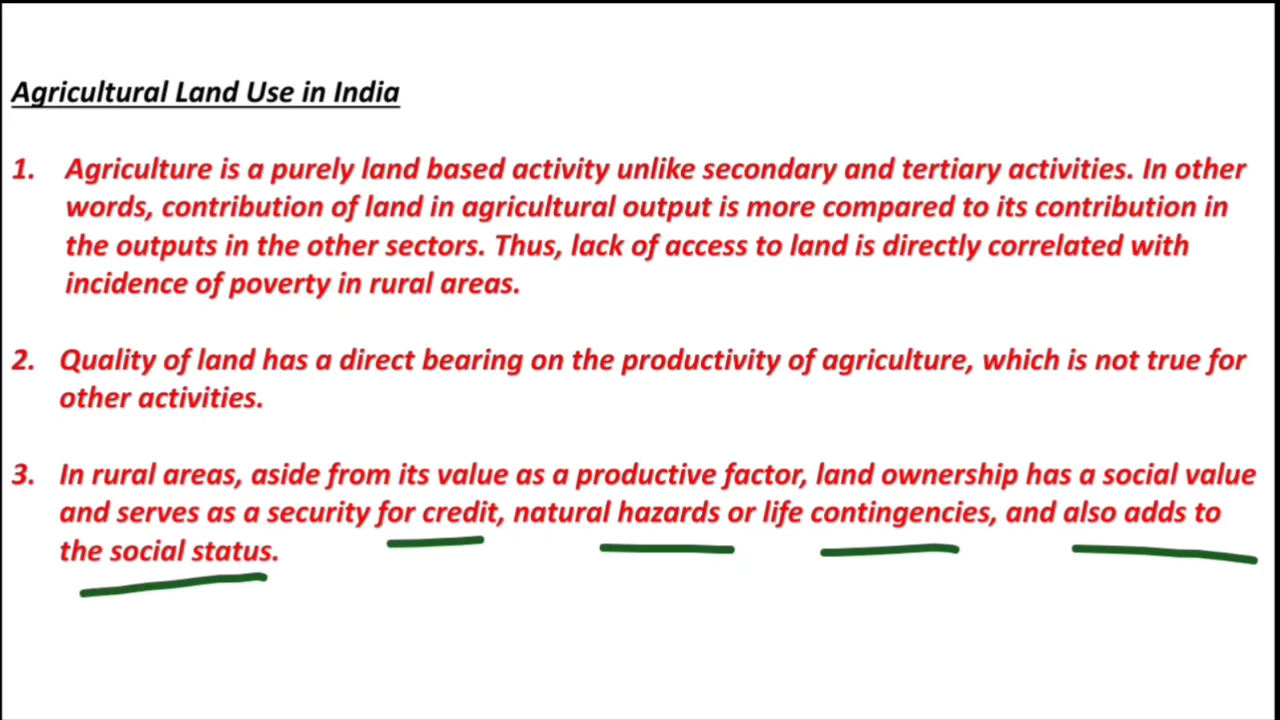 Agricultural Land Use in India
1. Agriculture is a purely land based activity unlike secondary and tertiary activities. In other
words, contribution of land in agricultural output is more compared to its contribution in
the outputs in the other sectors. Thus, lack of access to land is directly correlated with
incidence of poverty in rural areas.
2. Quality of land has a direct bearing on the productivity of agriculture, which is not true for
other activities.
3. In rural areas, aside from its value as a productive factor, land ownership has a social value
and serves as a security for credit, natural hazards or life contingencies, and also adds to
the social status.